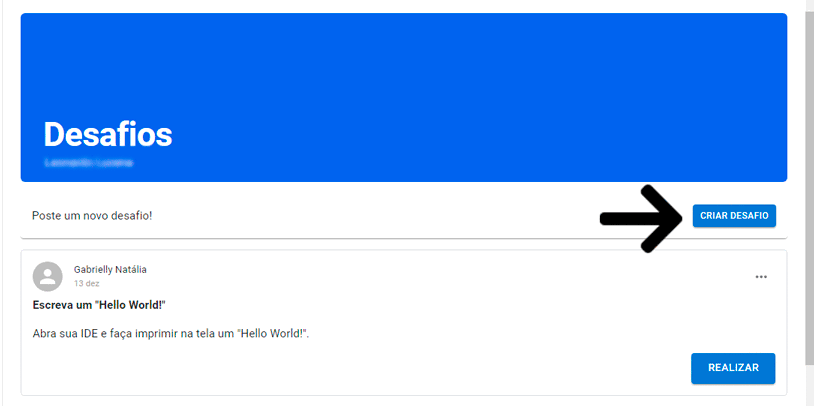 Desafios
Poste um novo desafio!
CRIAR DESAFIO
Gabrielly Natália
13 dez
Escreva um "Hello World!"
Abra sua IDE e faça imprimir na tela um "Hello World!".
REALIZAR